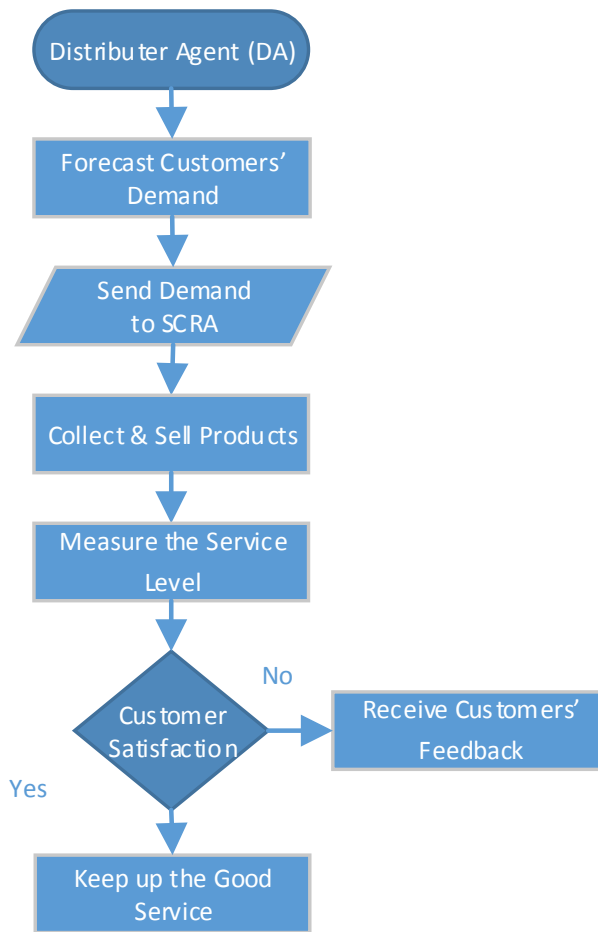 Distributer Agent (DA)
Forecast Customers’
Demand
Send Demand
to SCRA
Collect & Sell Products
Measure the Service
Level
No
Customer
Satisfaction
Receive Customers’
Feedback
Yes
Keep up the Good
Service